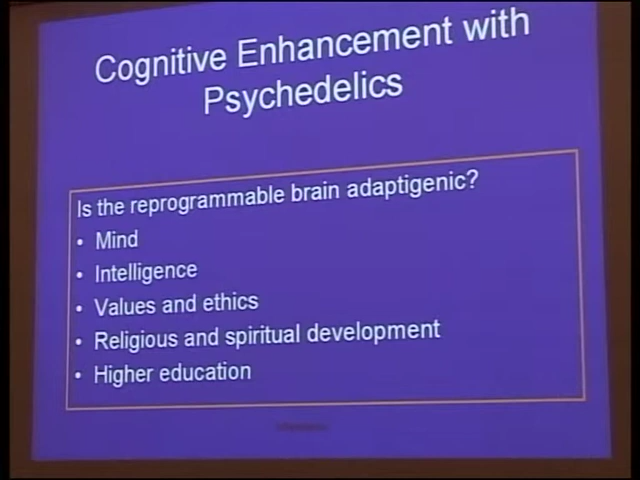 Cognitive Enhancement with
Psychedelics
Is the reprogrammable brain adaptigenic?
• Mind
• Intelligence
• Values and ethics
• Religious and spiritual development
• Higher education